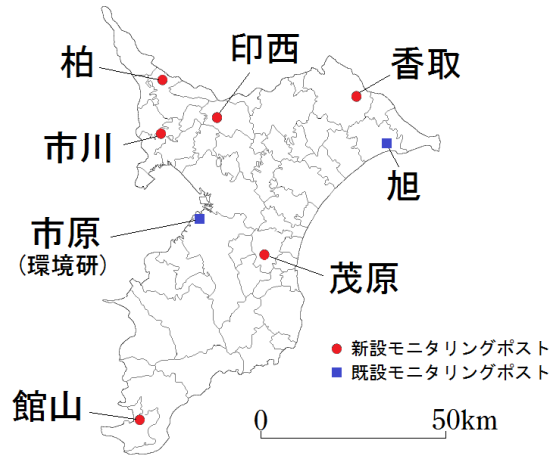 柏
印西
香取
市川
旭
市原
(環境研)
茂原
新設モニタリングポスト
既設モニタリングポスト
館山
0
50km